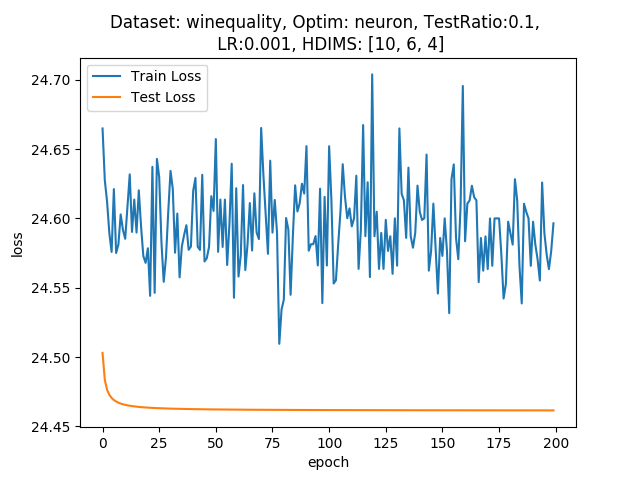 Dataset: winequality, Optim: neuron, TestRatio:0.1,
LR:0.001, HDIMS: [10, 6, 4]
Train Loss
Test Loss
24.70
24.65
24.60
24.55
24.50
24.45
loss
0 25 50 75 100 125 150 175 200
epoch